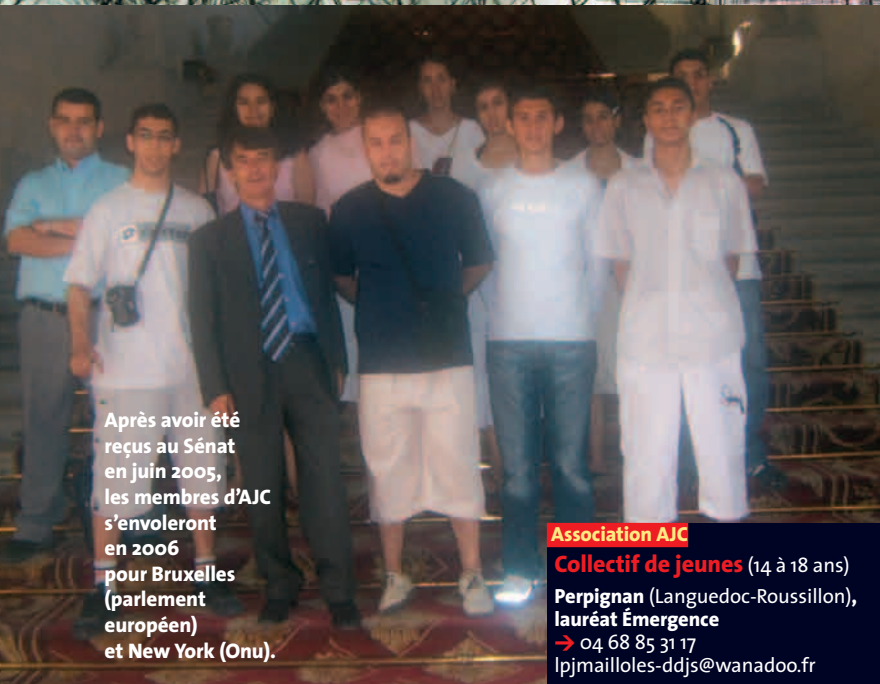 Après avoir été
reçus au Sénat
en juin 2005,
les membres d'AJC
s'envoleront
en 2006
pour Bruxelles
(parlement
européen)
et New York (Onu).
Association AJC
Collectif de jeunes (14 à 18 ans)
Perpignan (Languedoc-Roussillon),
lauréat Émergence
→ 04 68 85 31 17
lpjmailloles-ddjs@wanadoo.fr